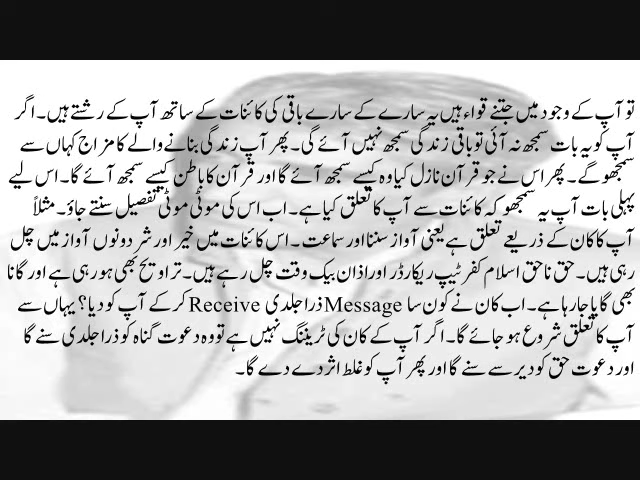 تو آپ کے وجود میں جتنے قواء ہیں یہ سارے کے سارے باقی کی کائنات کے ساتھ آپ کے رشتے ہیں۔ اگر
آپ کو یہ بات سمجھ نہ آئی تو باقی زندگی سمجھ نہیں آئے گی۔ پھر آپ زندگی بنانے والے کا مزاج کہاں سے
سمجھو گے۔ پھر اس نے جو قرآن نازل کیا وہ کیسے سمجھ آئے گا اور قرآن کا باطن کیسے سمجھ آئے گا۔ اس لیے
پہلی بات آپ یہ سمجھو کہ کائنات سے آپ کا تعلق کیا ہے۔ اب اس کی موٹی موٹی تفصیل سنتے جاؤ۔ مثلاً
آپ کا کان کے ذریعے تعلق ہے یعنی آواز سننا اور سماعت۔ اس کائنات میں خیر اور شر دونوں آواز میں چل
رہی ہیں۔ حق ناحق اسلام کفر ٹیپ ریکارڈر اور اذان بیک وقت چل رہے ہیں۔ تراویح بھی ہو رہی ہے اور گانا
بھی گایا جا رہا ہے۔ اب کان نے کون سا Message ذرا جلدی Receive کر کے آپ کو دیا؟ یہاں سے
آپ کا تعلق شروع ہو جائے گا۔ اگر آپ کے کان کی ٹریننگ نہیں ہے تو وہ دعوت گناہ کو ذرا جلدی سنے گا
اور دعوت حق کو دیر سے سنے گا اور پھر آپ کو غلط اثر دے دے گا۔